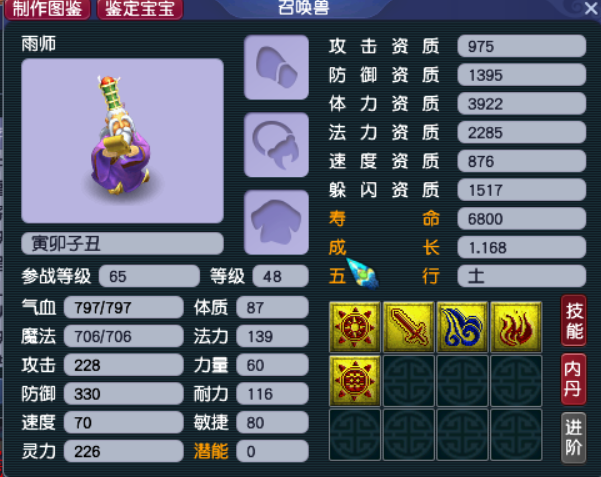 制作图鉴 鉴定宝宝 召唤兽
雨师
攻击资质 975
防御资质 1395
体力资质 3922
法力资质 2285
速度资质 876
躲闪资质 1517
寿命 6800
成长 1.168
五行 土
寅卯子丑
参战等级 65 等级 48
气血 797/797 体质 87
魔法 706/706 法力 139
攻击 228 力量 60
防御 330 耐力 116
速度 70 敏捷 80
灵力 226 潜能 0
技能
内丹
进阶